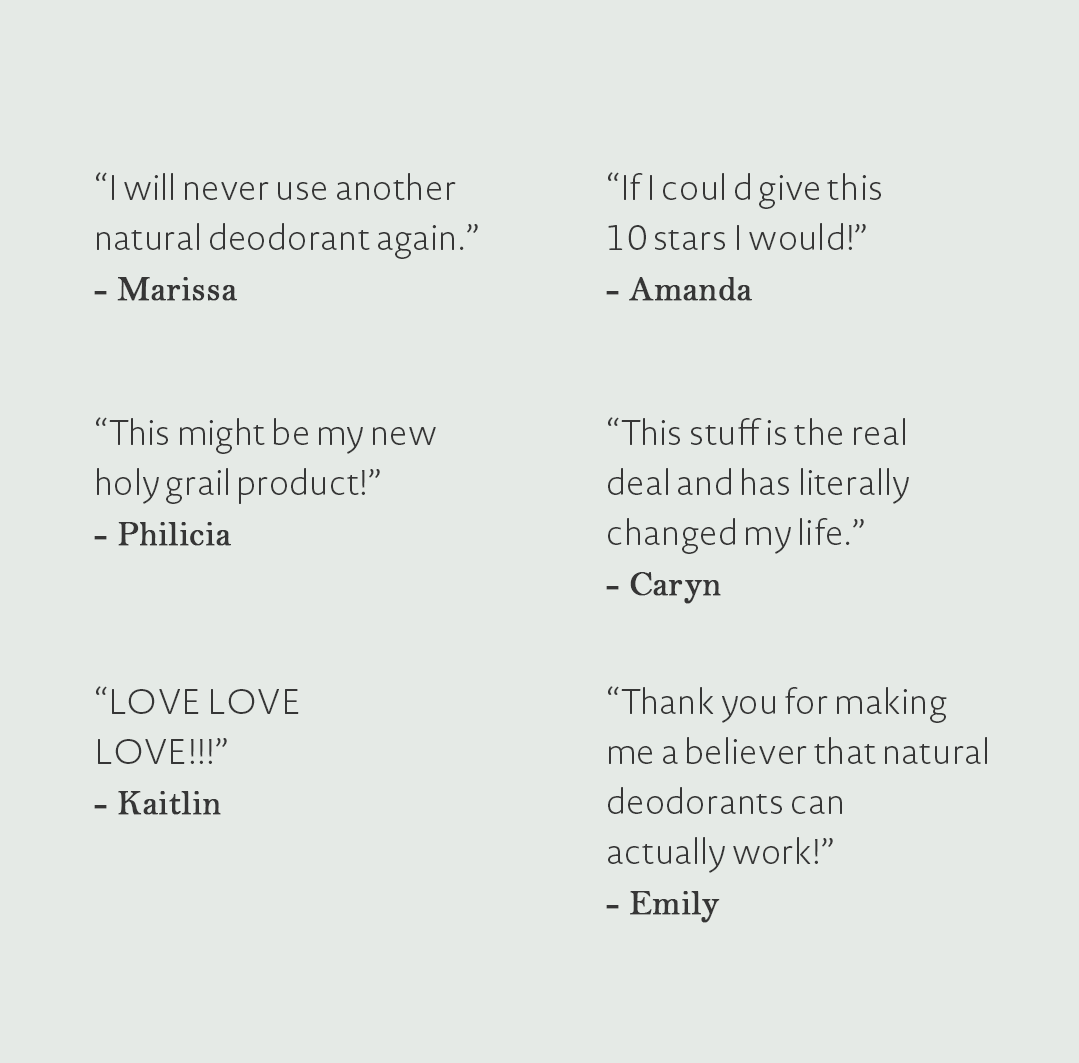 “I will never use another
natural deodorant again.”
– Marissa
“If I coul d give this
10 stars I would!”
– Amanda
“This might be my new
holy grail product!”
– Philicia
“This stuff is the real
deal and has literally
changed my life.”
– Caryn
“LOVE LOVE
LOVE!!!”
– Kaitlin
“Thank you for making
me a believer that natural
deodorants can
actually work!”
– Emily